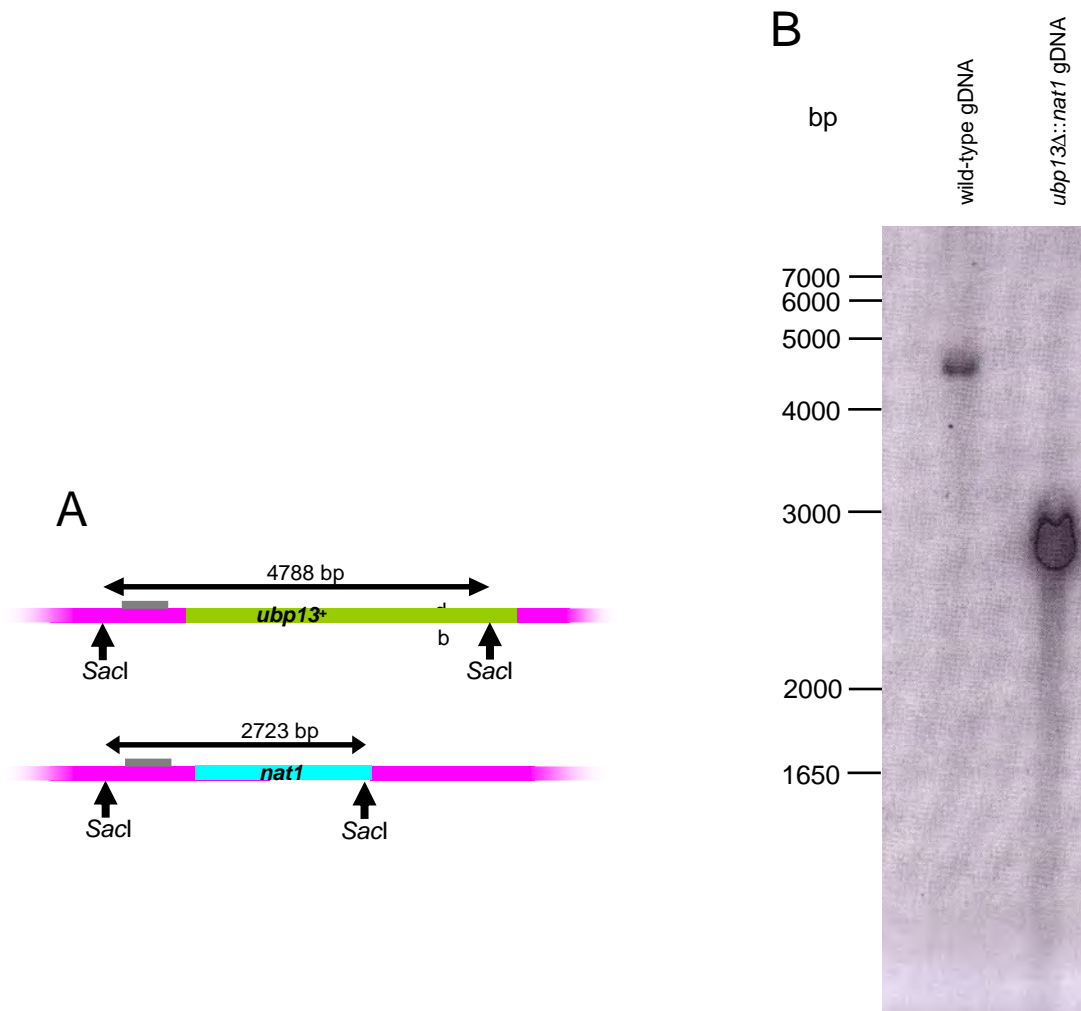 A
4788 bp
ubp13+
d
b
SacI
SacI
2723 bp
nat1
SacI
SacI
B
bp
wild-type gDNA
ubp13Δ::nat1 gDNA
7000
6000
5000
4000
3000
2000
1650